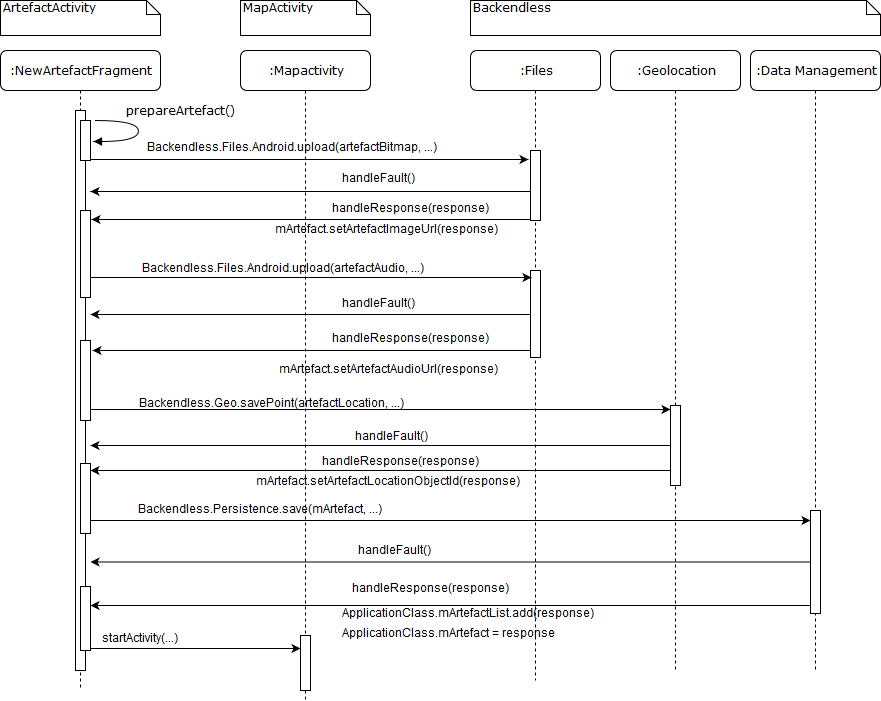 ArtefactActivity
MapActivity
Backendless
:NewArtefactFragment
:Mapactivity
:Files
:Geolocation
:Data Management
prepareArtefact()
Backendless.Files.Android.upload(artefactBitmap, ...)
handleFault()
handleResponse(response)
mArtefact.setArtefactImageUrl(response)
Backendless.Files.Android.upload(artefactAudio, ...)
handleFault()
handleResponse(response)
mArtefact.setArtefactAudioUrl(response)
Backendless.Geo.savePoint(artefactLocation, ...)
handleFault()
handleResponse(response)
mArtefact.setArtefactLocationObjectId(response)
Backendless.Persistence.save(mArtefact, ...)
handleFault()
handleResponse(response)
ApplicationClass.mArtefactList.add(response)
ApplicationClass.mArtefact = response
startActivity(...)